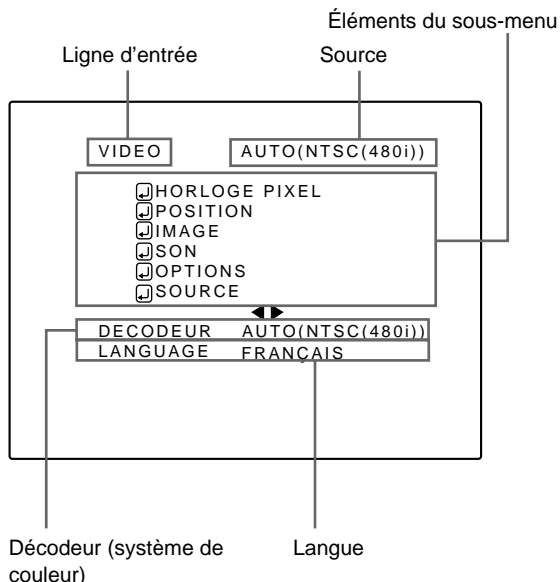 Éléments du sous-menu
Ligne d'entrée
Source
VIDEO
AUTO(NTSC(480i))
HORLOGE PIXEL
POSITION
IMAGE
SON
OPTIONS
SOURCE
DECODEUR AUTO(NTSC(480i))
LANGUAGE FRANÇAIS
Décodeur (système de
couleur)
Langue